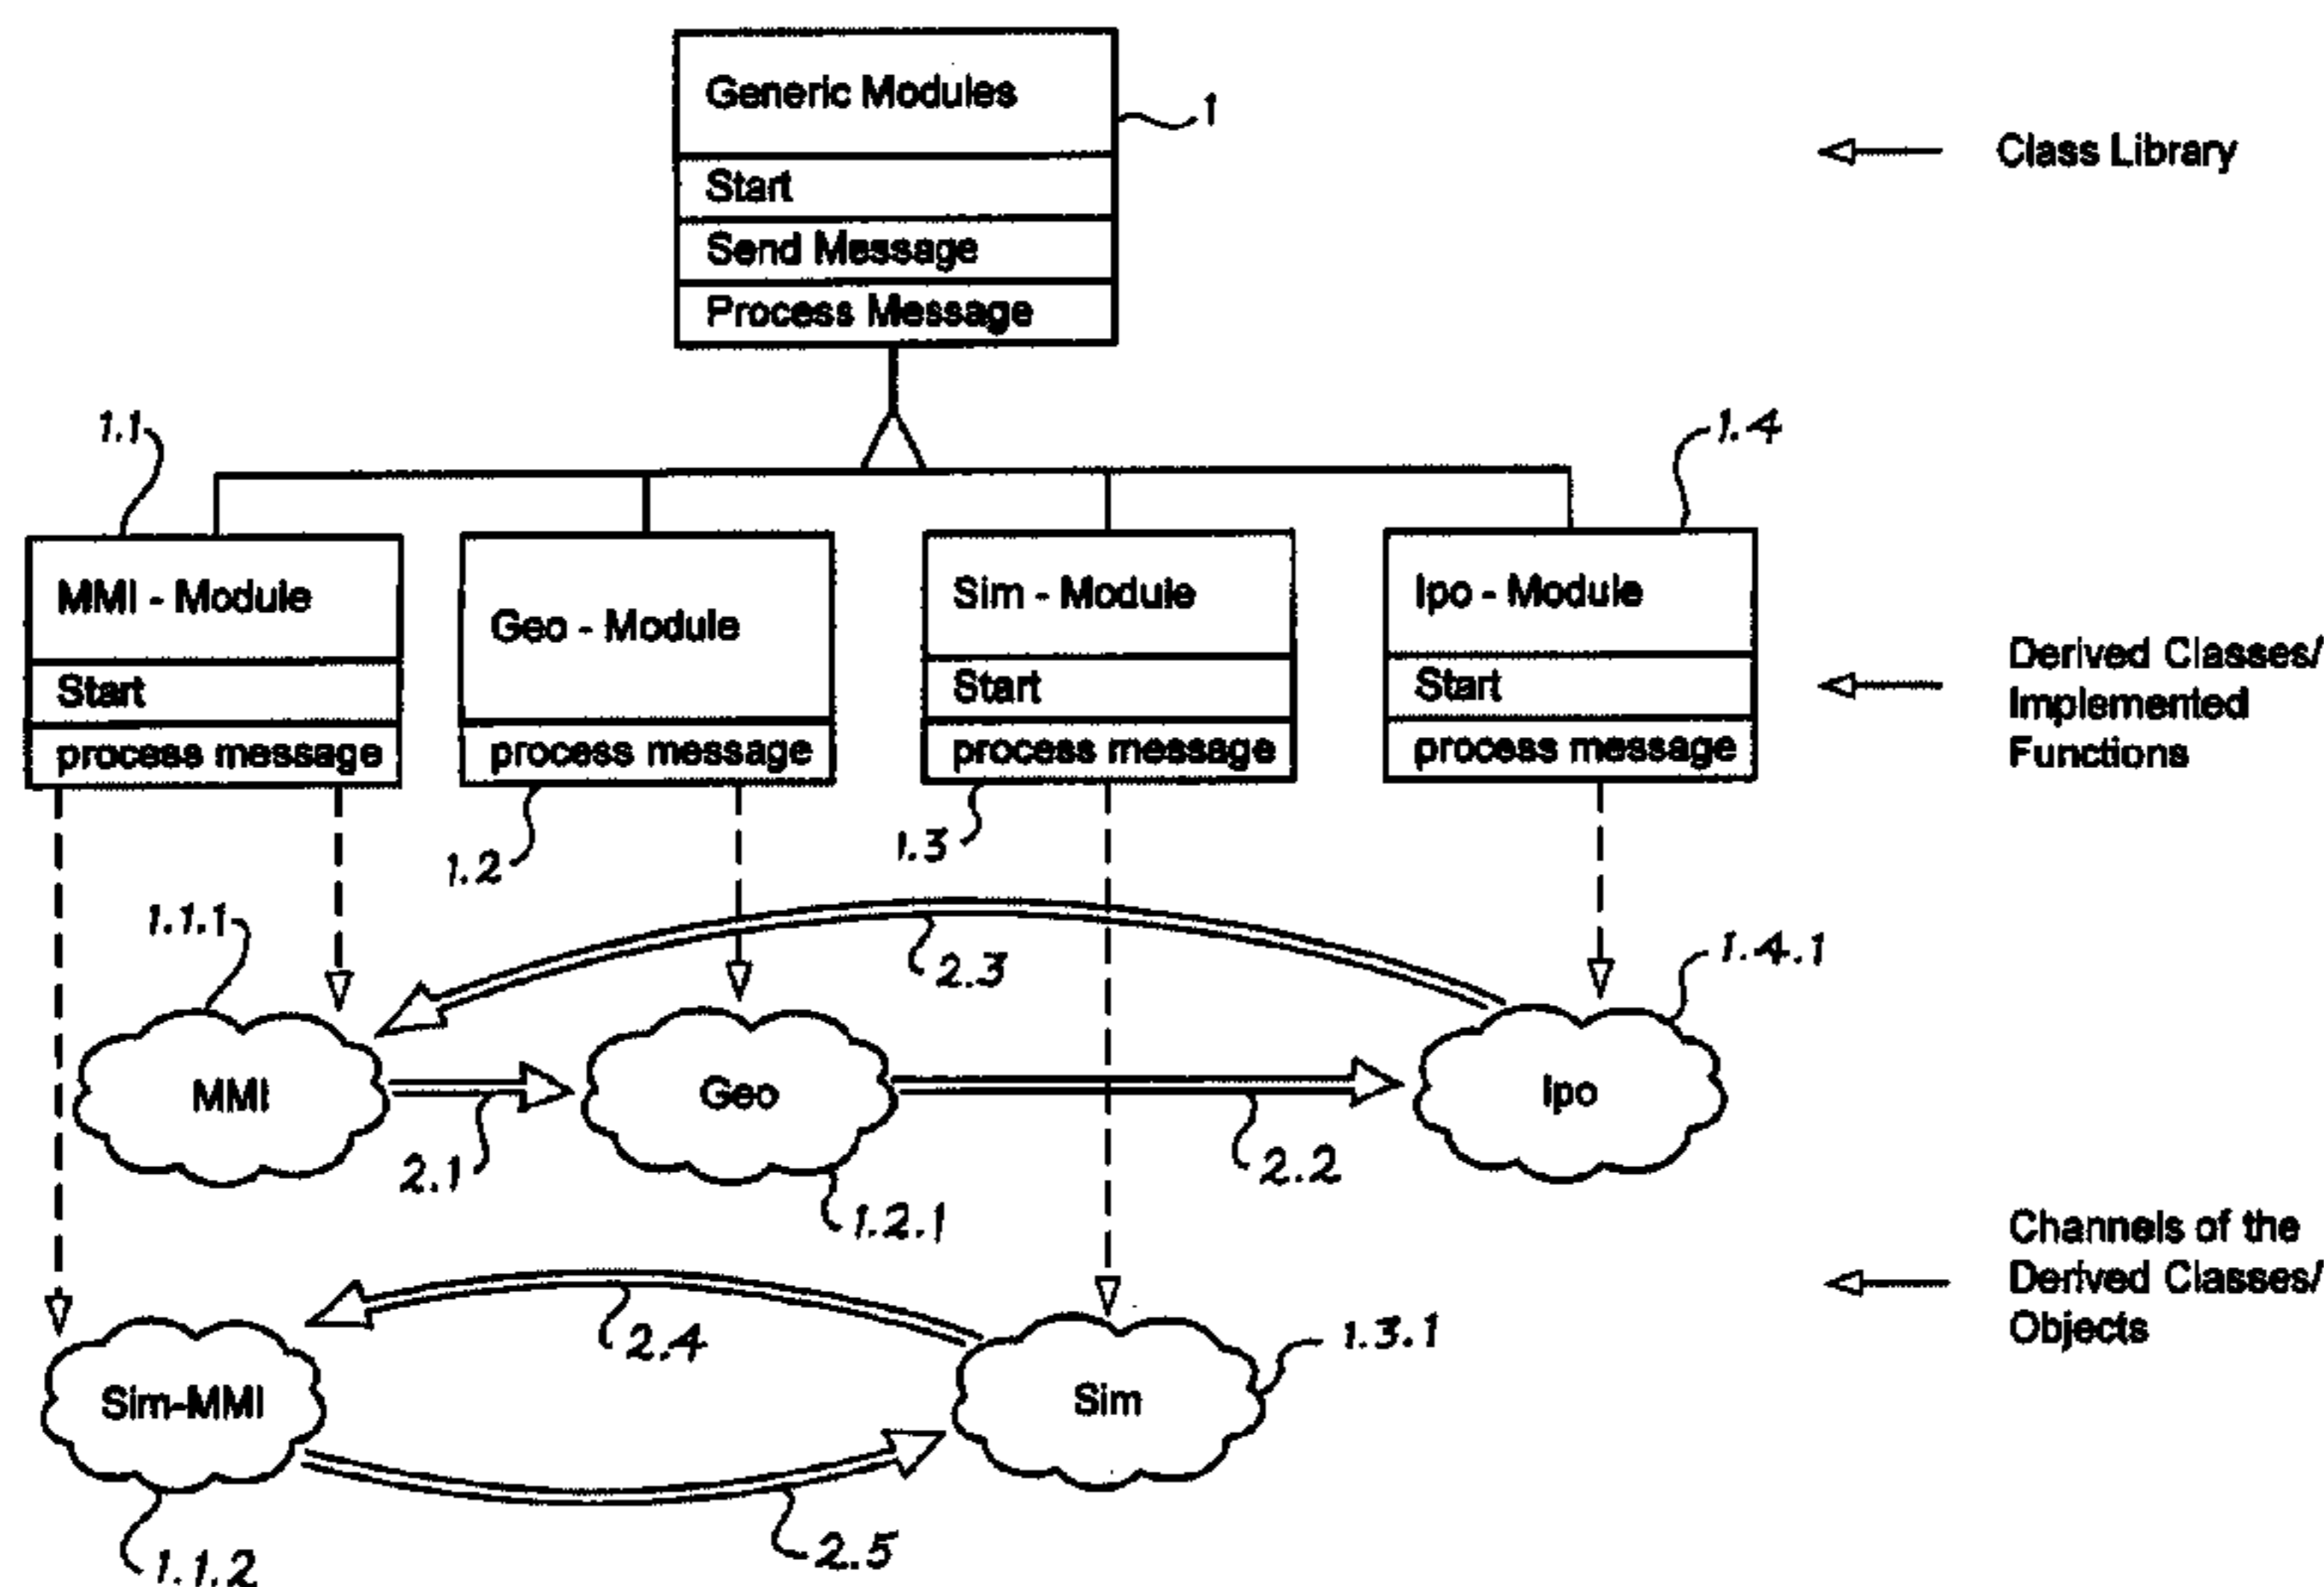 Generic Modules
1
Start
Send Message
Process Message
Class Library
1.1
1.4
MMI - Module
Start
process message
Geo - Module
process message
Sim - Module
Start
process message
Ipo - Module
Start
process message
Derived Classes/
Implemented
Functions
1.2
1.3
1.1.1
2.3
1.4.1
MMI
Geo
Ipo
2.1
2.2
1.2.1
Channels of the
Derived Classes/
Objects
2.4
1.3.1
Sim-MMI
Sim
2.5
1.1.2